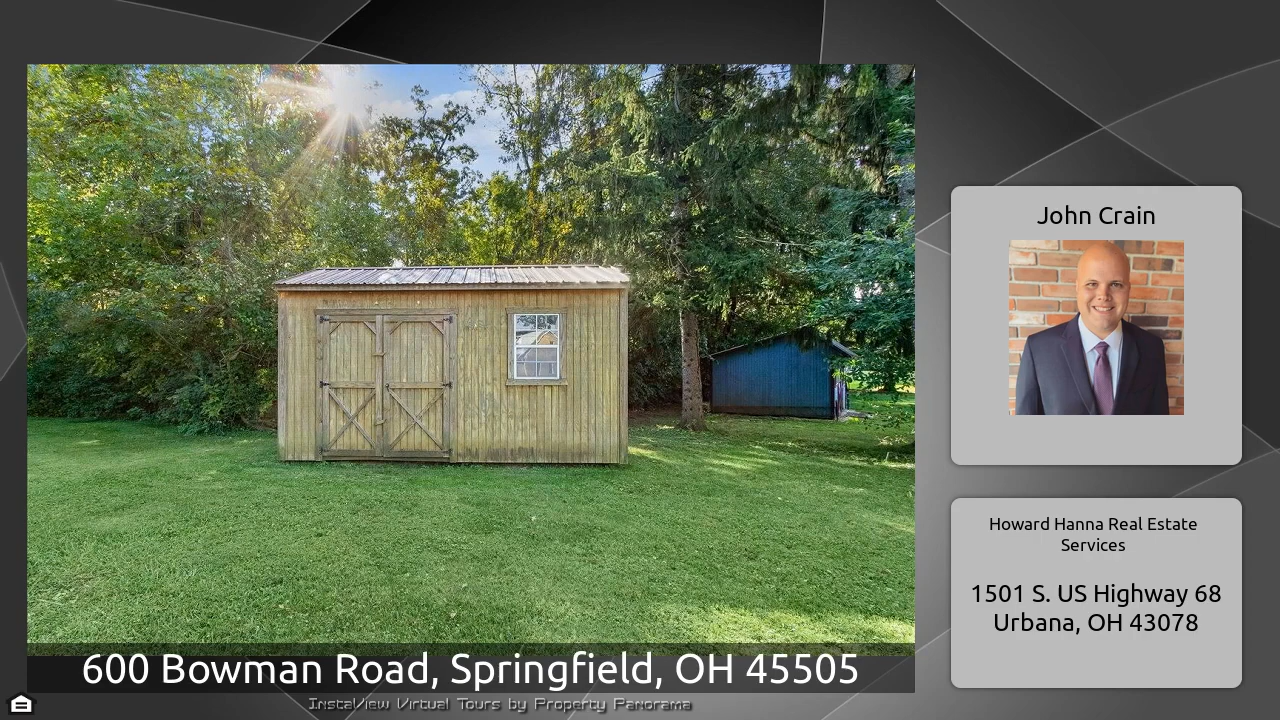 John Crain
Howard Hanna Real Estate
Services
1501 S. US Highway 68
Urbana, OH 43078
600 Bowman Road, Springfield, OH 45505
InstaView Virtual Tours by Property Panorama